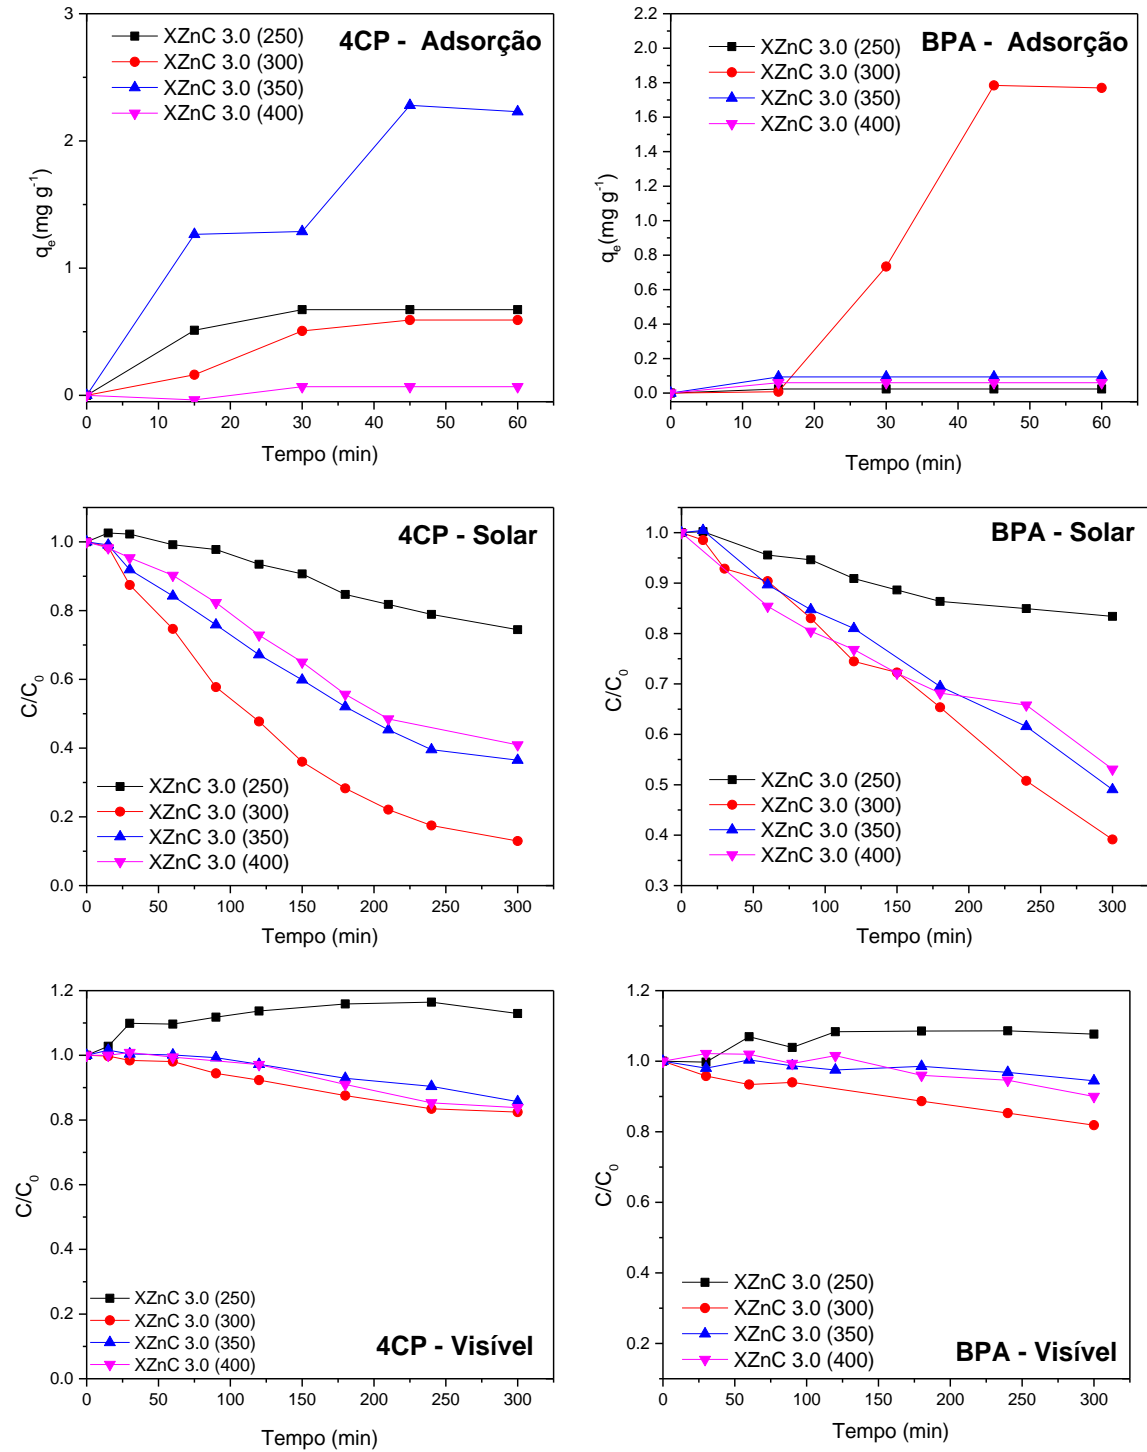 4CP - Adsorção
XZnC 3.0 (250)
XZnC 3.0 (300)
XZnC 3.0 (350)
XZnC 3.0 (400)
3
2
1
0
qe(mg g-1)
0 10 20 30 40 50 60
Tempo (min)
BPA - Adsorção
XZnC 3.0 (250)
XZnC 3.0 (300)
XZnC 3.0 (350)
XZnC 3.0 (400)
2.2
2.0
1.8
1.6
1.4
1.2
1.0
0.8
0.6
0.4
0.2
0.0
qe(mg g-1)
0 10 20 30 40 50 60
Tempo (min)
4CP - Solar
1.0
0.8
0.6
0.4
0.2
0.0
C/C0
XZnC 3.0 (250)
XZnC 3.0 (300)
XZnC 3.0 (350)
XZnC 3.0 (400)
0 50 100 150 200 250 300
Tempo (min)
BPA - Solar
1.0
0.9
0.8
0.7
0.6
0.5
0.4
0.3
C/C0
XZnC 3.0 (250)
XZnC 3.0 (300)
XZnC 3.0 (350)
XZnC 3.0 (400)
0 50 100 150 200 250 300
Tempo (min)
1.2
1.0
0.8
0.6
0.4
0.2
0.0
C/C0
XZnC 3.0 (250)
XZnC 3.0 (300)
XZnC 3.0 (350)
XZnC 3.0 (400)
4CP - Visível
0 50 100 150 200 250 300
Tempo (min)
1.2
1.0
0.8
0.6
0.4
0.2
C/C0
XZnC 3.0 (250)
XZnC 3.0 (300)
XZnC 3.0 (350)
XZnC 3.0 (400)
BPA - Visível
0 50 100 150 200 250 300
Tempo (min)